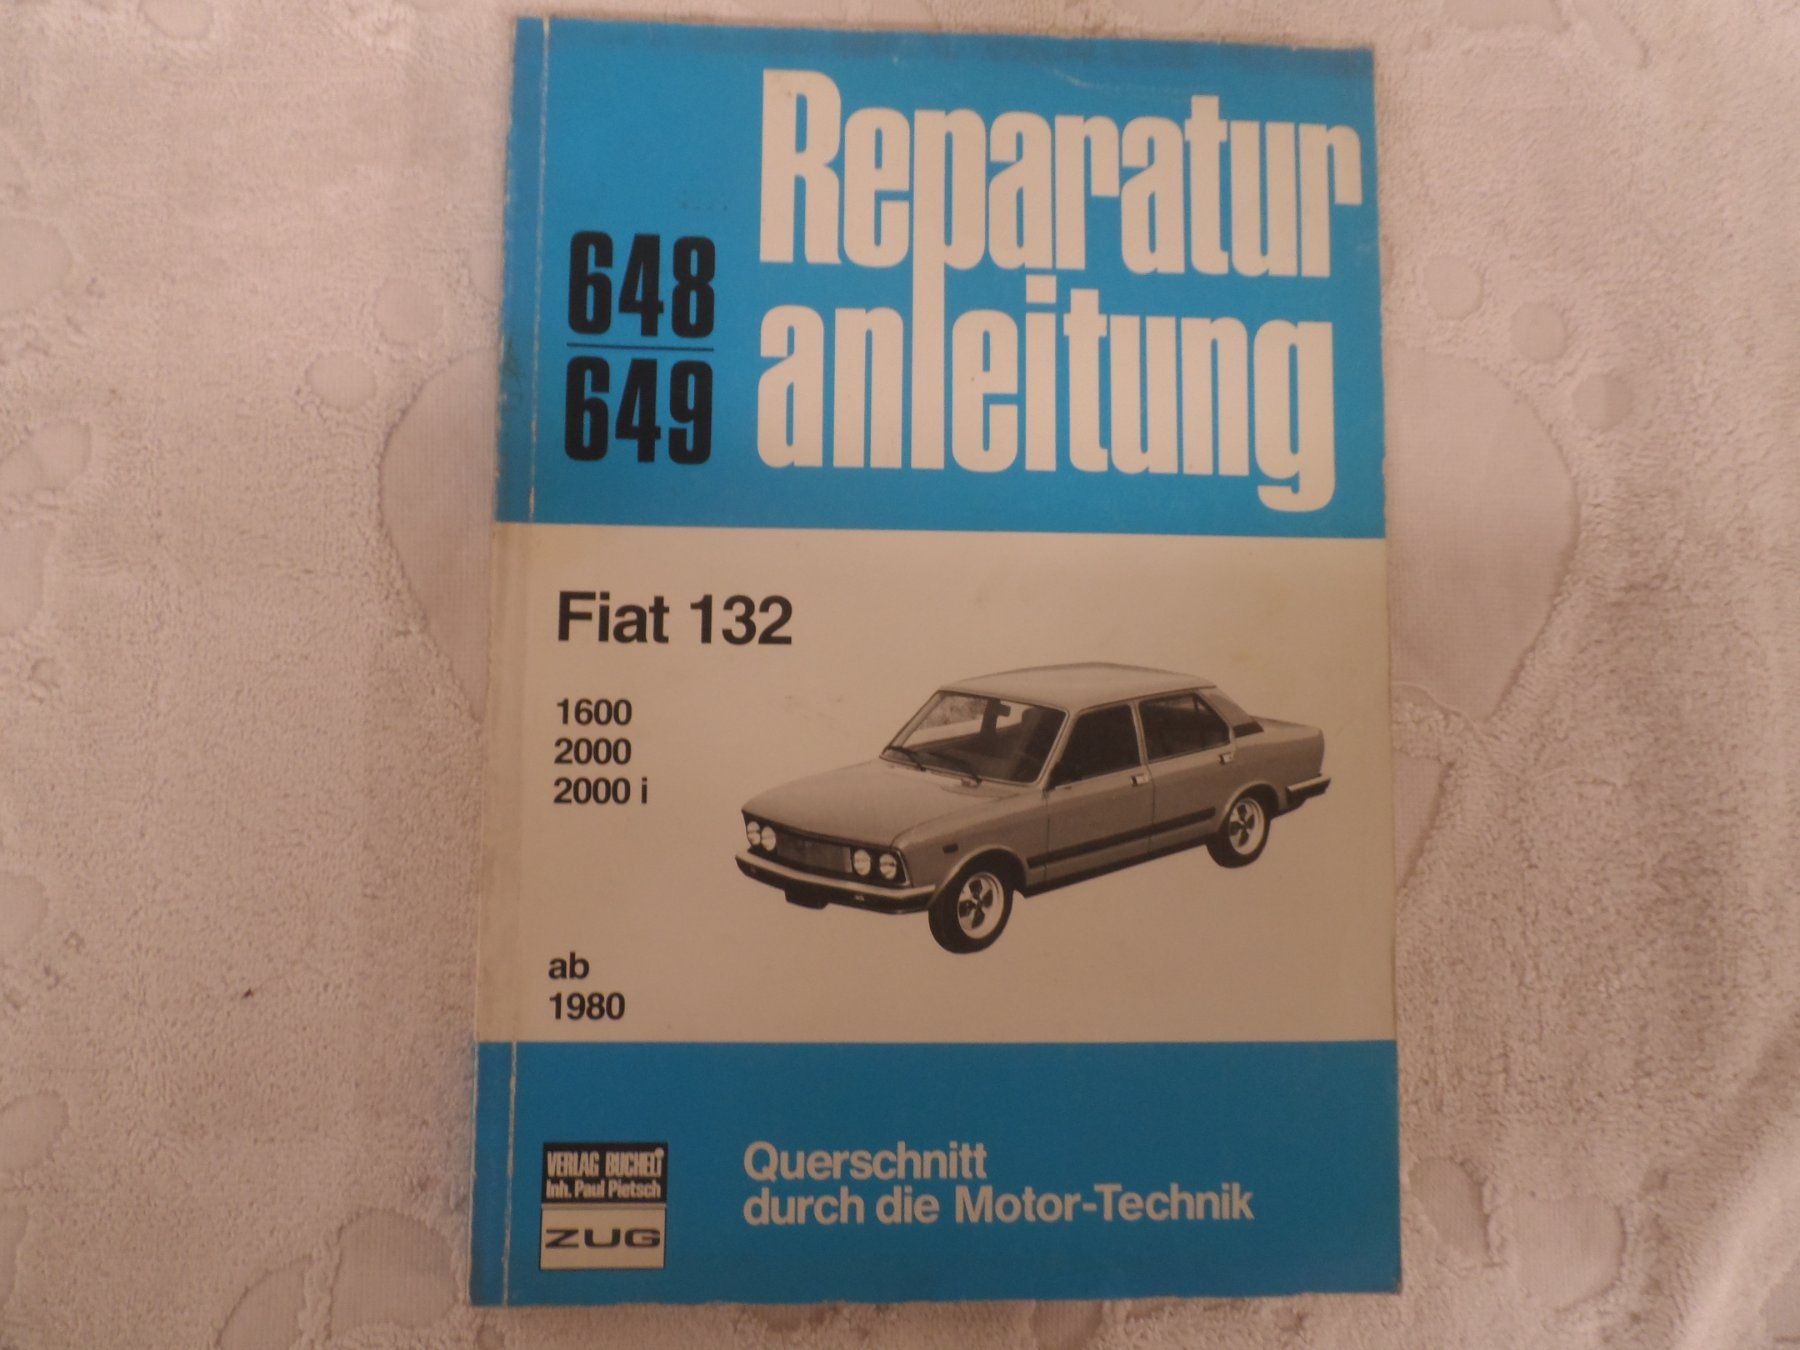 Reparatur
anleitung
648
649
Fiat 132
1600
2000
2000 i
ab
1980
VERLAG BUCHELI
Inh. Paul Pietsch
ZUG
Querschnitt
durch die Motor-Technik